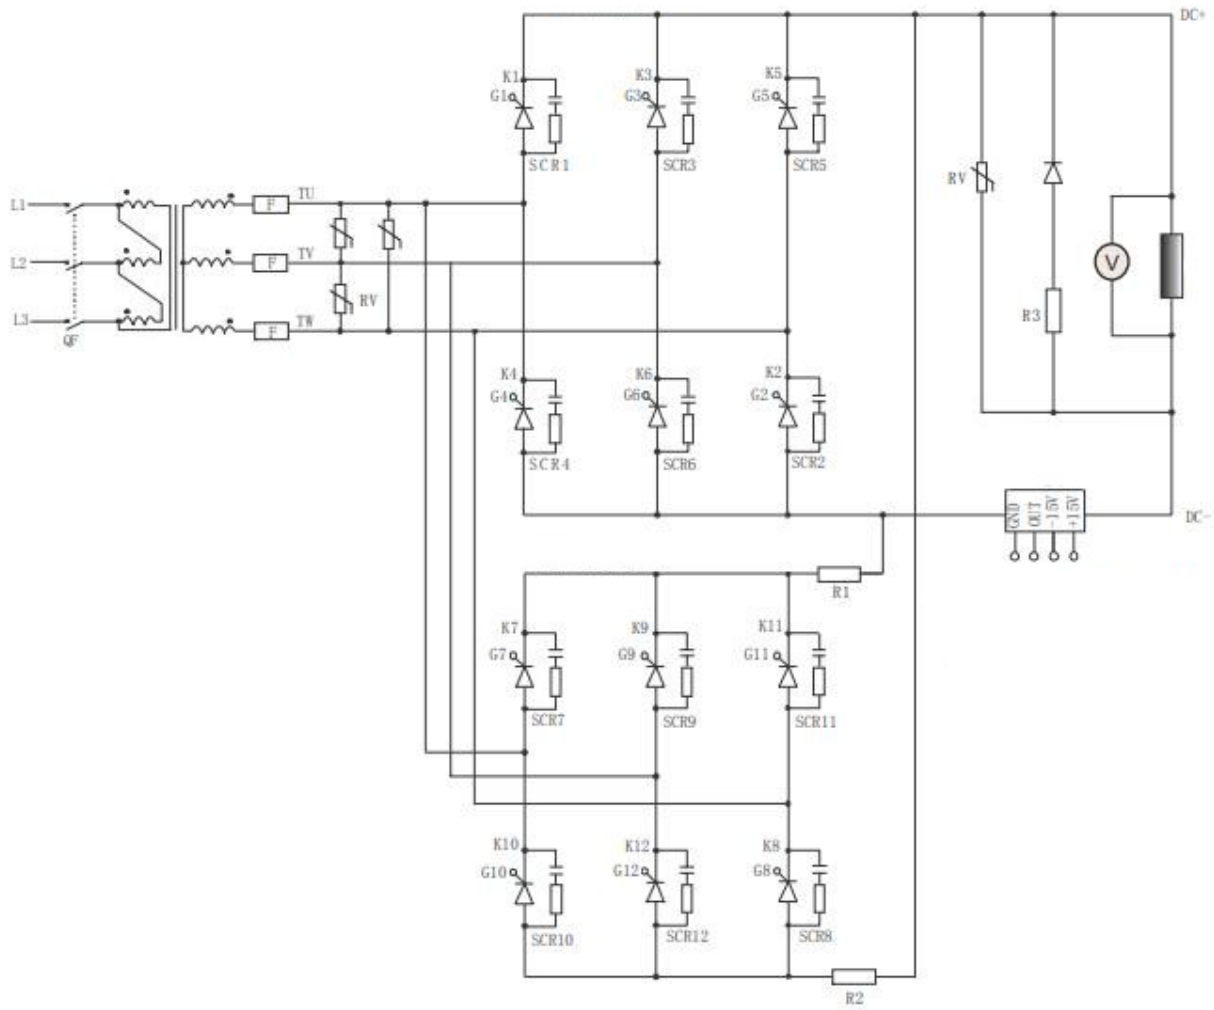 DC+
K1
K3
K5
G1
G3
G5
SCR1
SCR3
SCR5
RV
L1
F
TU
L2
F
TV
V
RV
L3
F
TW
R3
QF
K4
K6
K2
G4
G6
G2
SCR4
SCR6
SCR2
GND
OUT
-15V
+15V
DC-
R1
K7
K9
K11
G7
G9
G11
SCR7
SCR9
SCR11
K10
K12
K8
G10
G12
G8
SCR10
SCR12
SCR8
R2